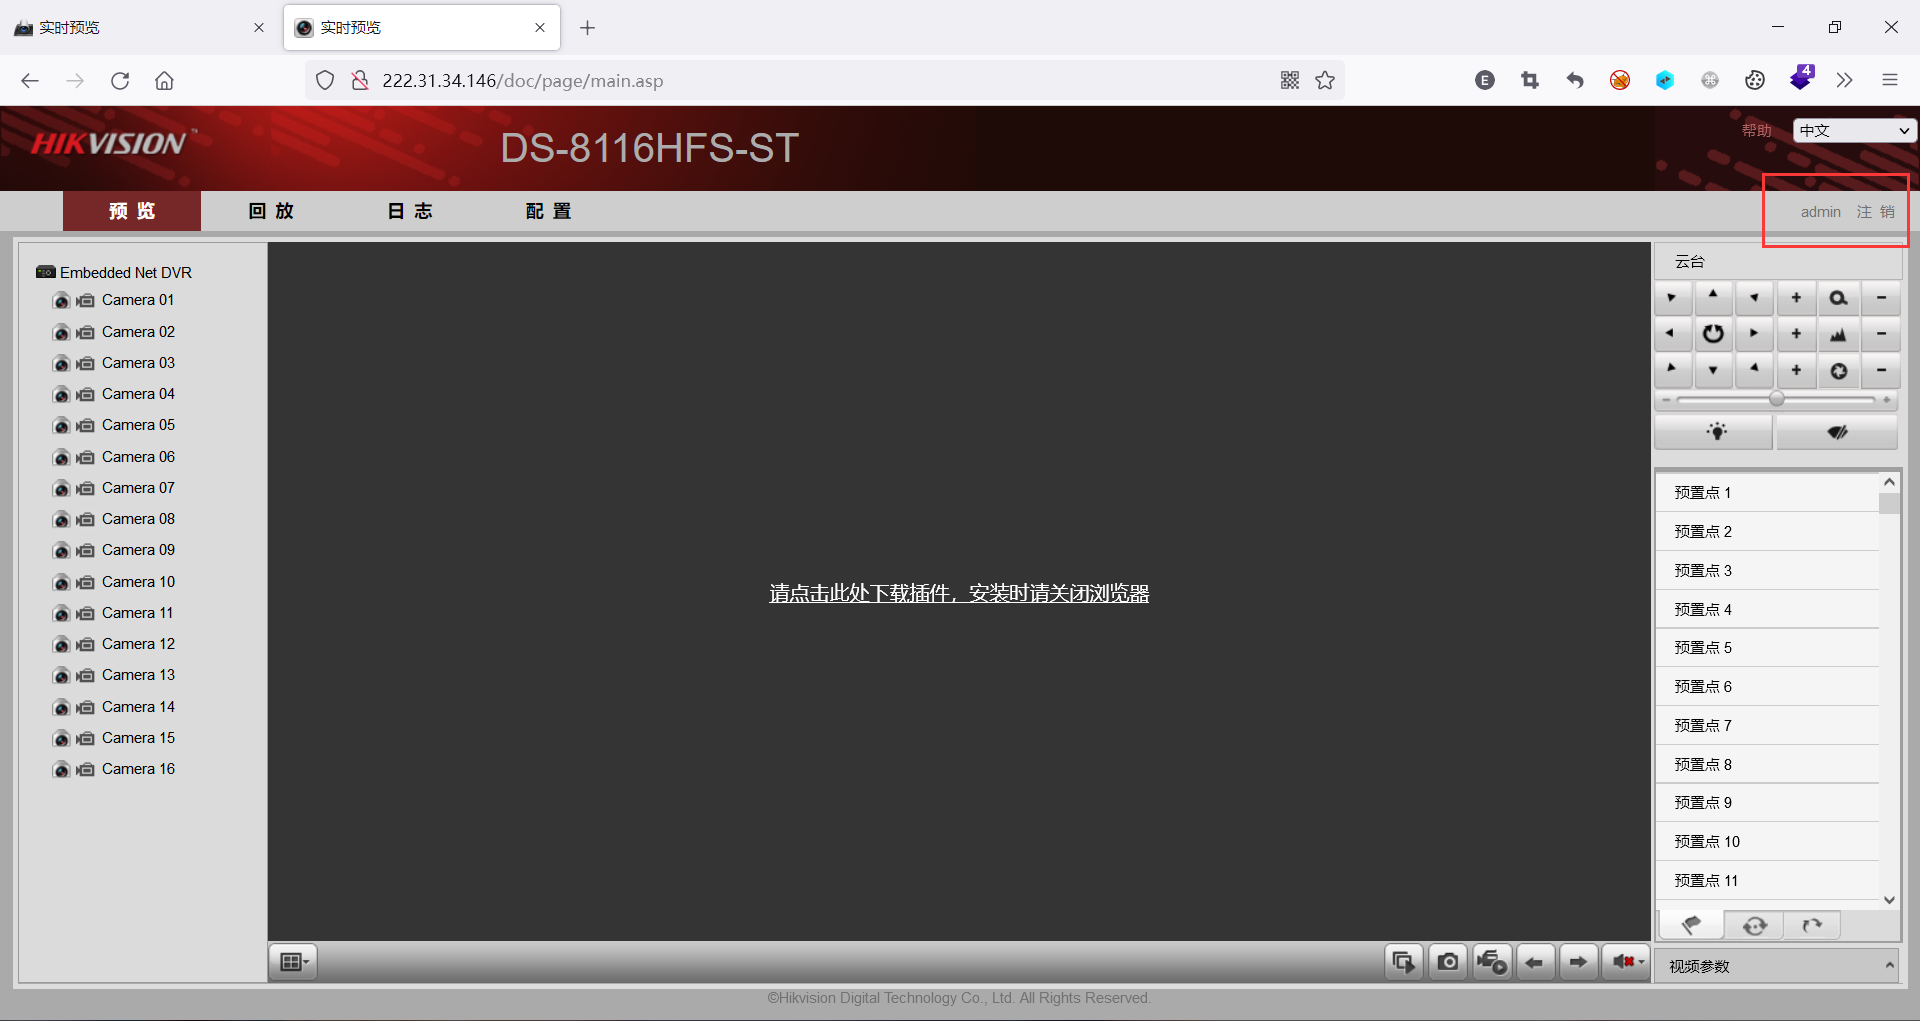 实时预览
实时预览
222.31.34.146/doc/page/main.asp
E
4
HIKVISION
DS-8116HFS-ST
帮助
中文
预览
回放
日志
配置
admin 注销
Embedded Net DVR
Camera 01
Camera 02
Camera 03
Camera 04
Camera 05
Camera 06
Camera 07
Camera 08
Camera 09
Camera 10
Camera 11
Camera 12
Camera 13
Camera 14
Camera 15
Camera 16
请点击此处下载插件，安装时请关闭浏览器
云台
预置点 1
预置点 2
预置点 3
预置点 4
预置点 5
预置点 6
预置点 7
预置点 8
预置点 9
预置点 10
预置点 11
视频参数
©Hikvision Digital Technology Co., Ltd. All Rights Reserved.